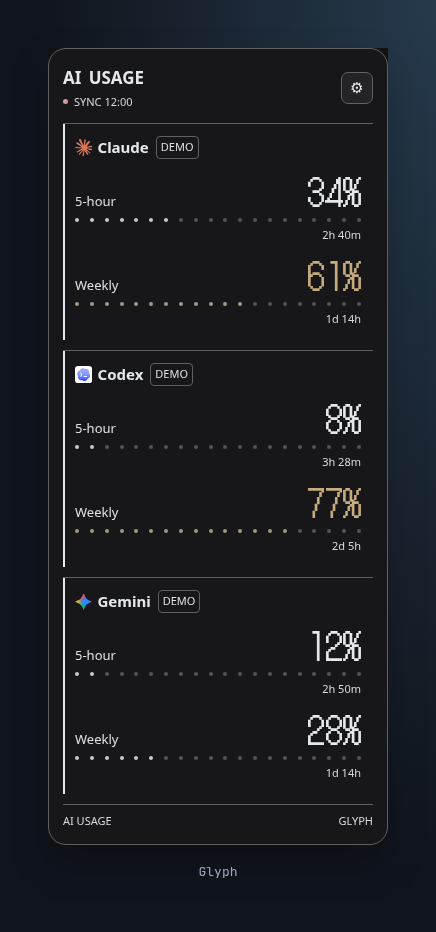 AI USAGE
SYNC 12:00
⚙
Claude DEMO
5-hour 34%
2h 40m
Weekly 61%
1d 14h
Codex DEMO
5-hour 8%
3h 28m
Weekly 77%
2d 5h
Gemini DEMO
5-hour 12%
2h 50m
Weekly 28%
1d 14h
AI USAGE GLYPH
Glyph